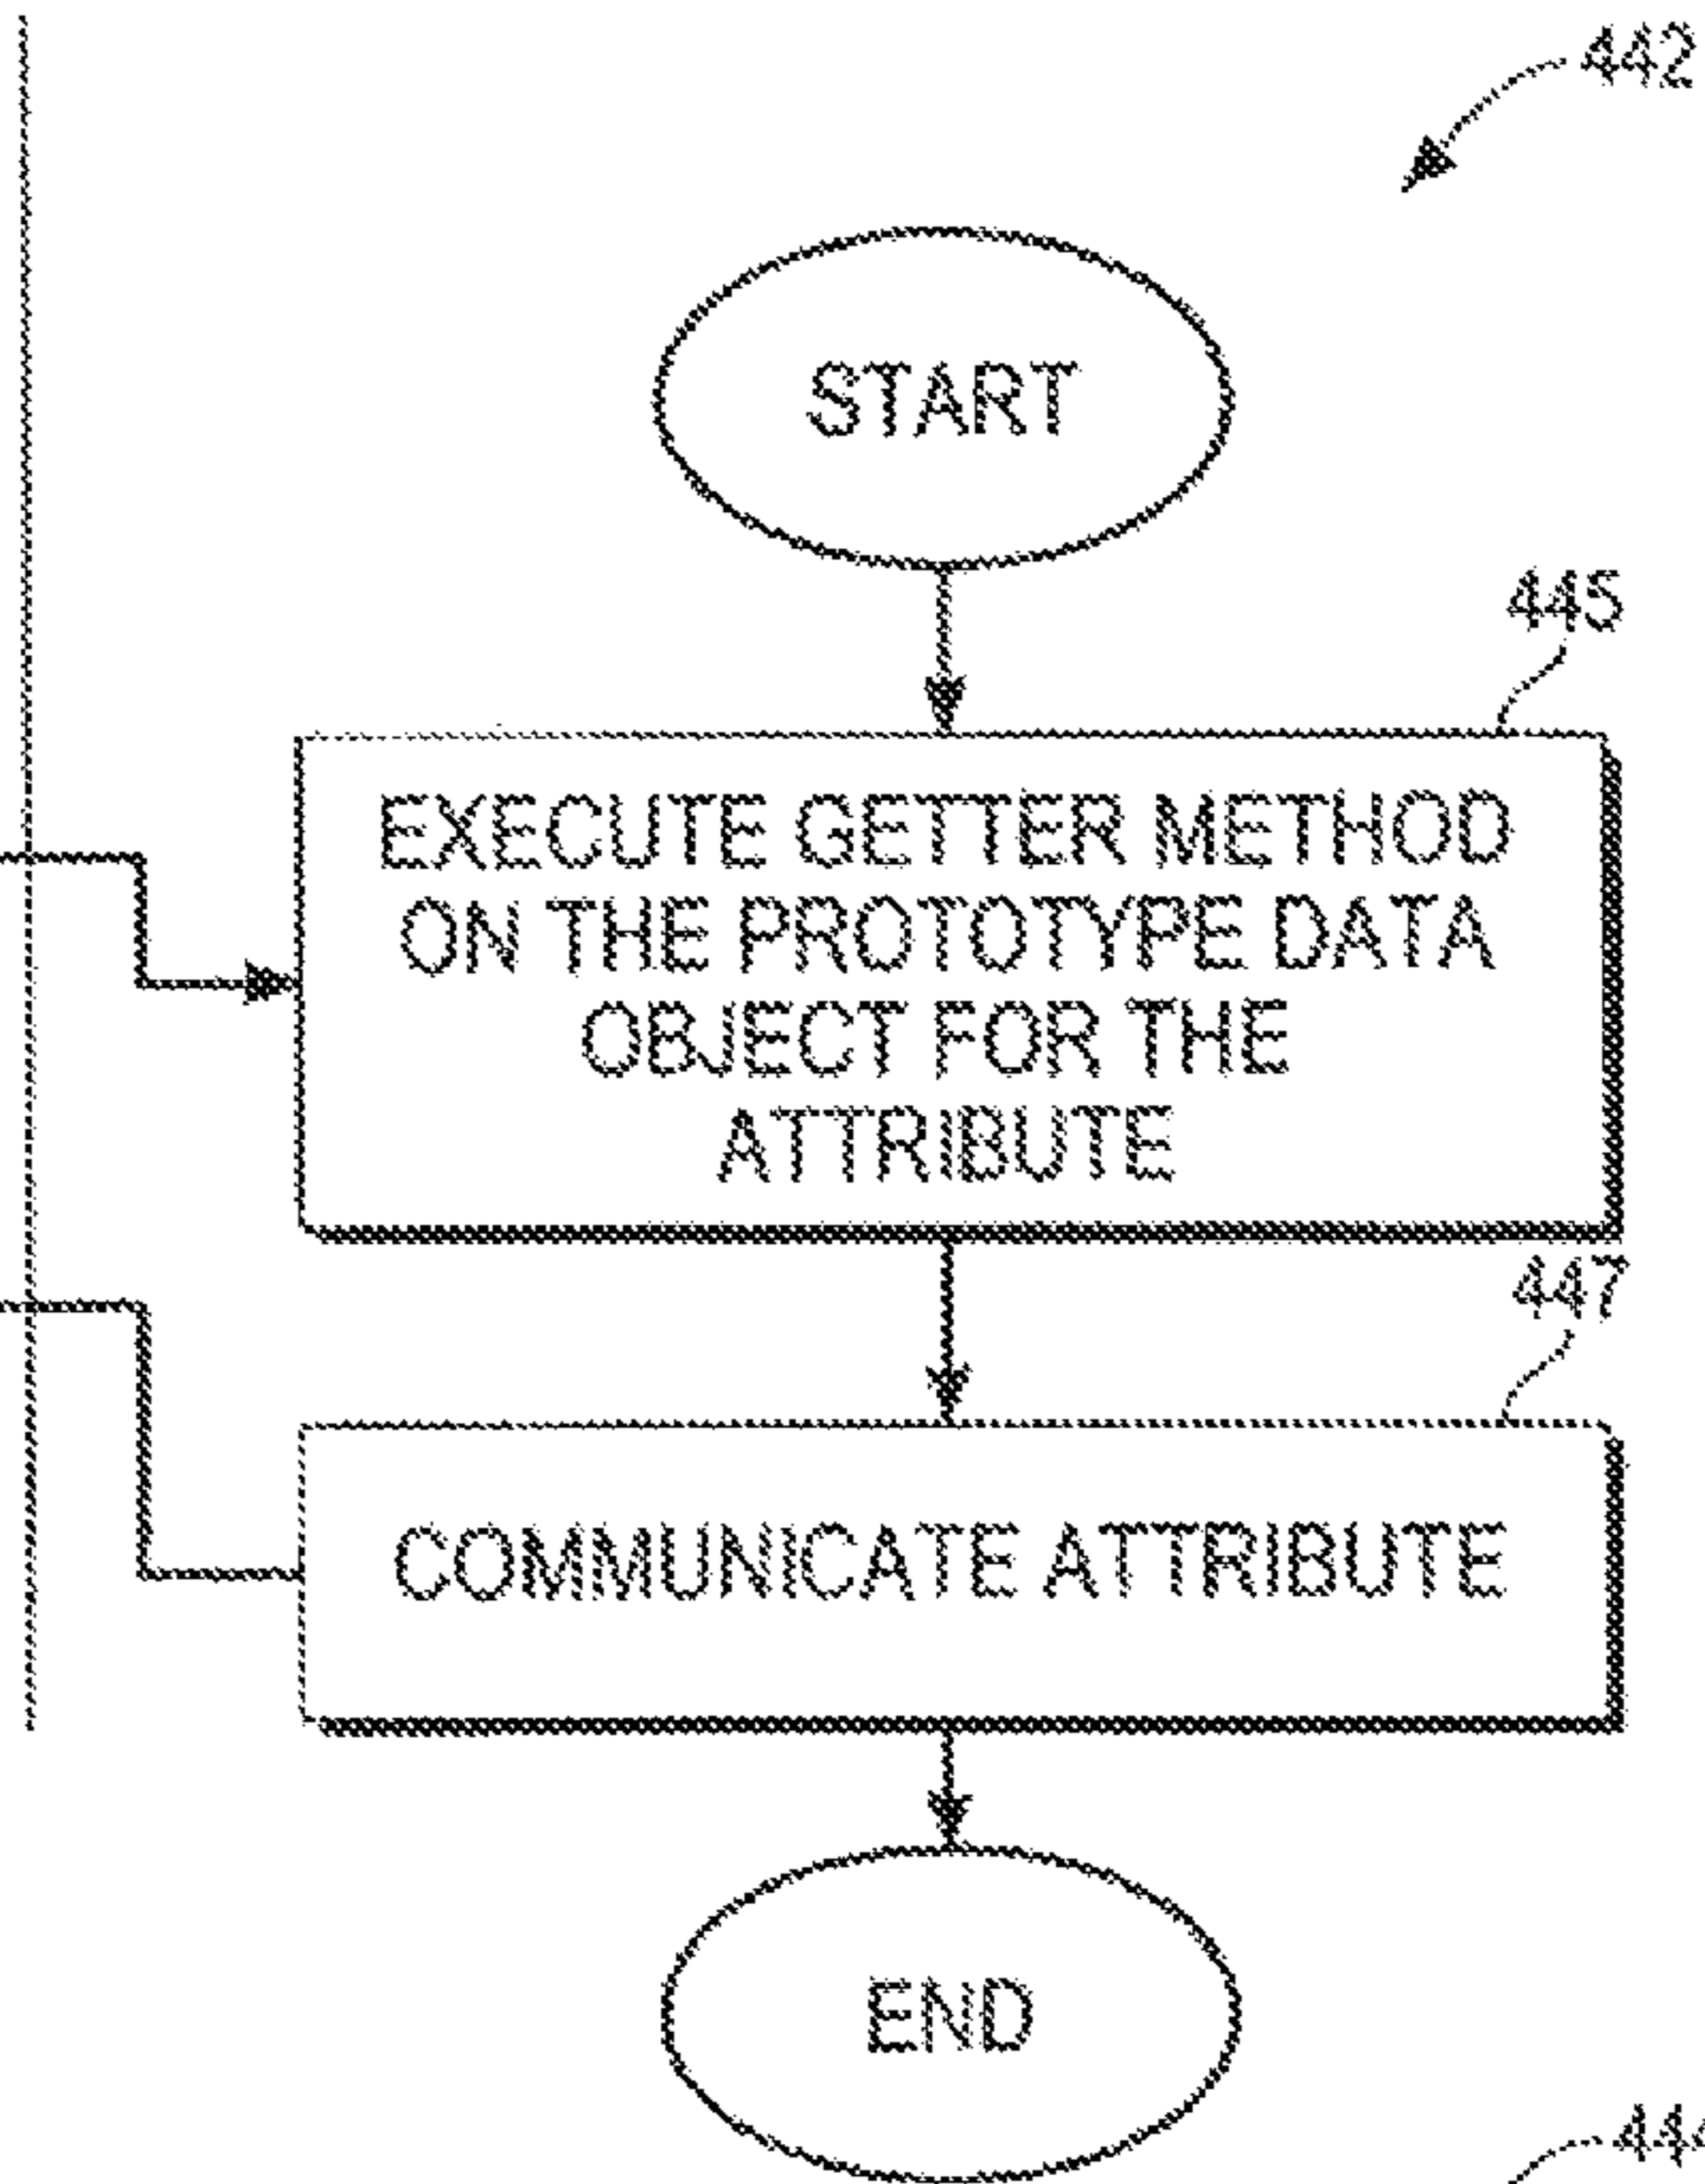 442
START
445
EXECUTE GETTER METHOD
ON THE PROTOTYPE DATA
OBJECT FOR THE
ATTRIBUTE
447
COMMUNICATE ATTRIBUTE
END